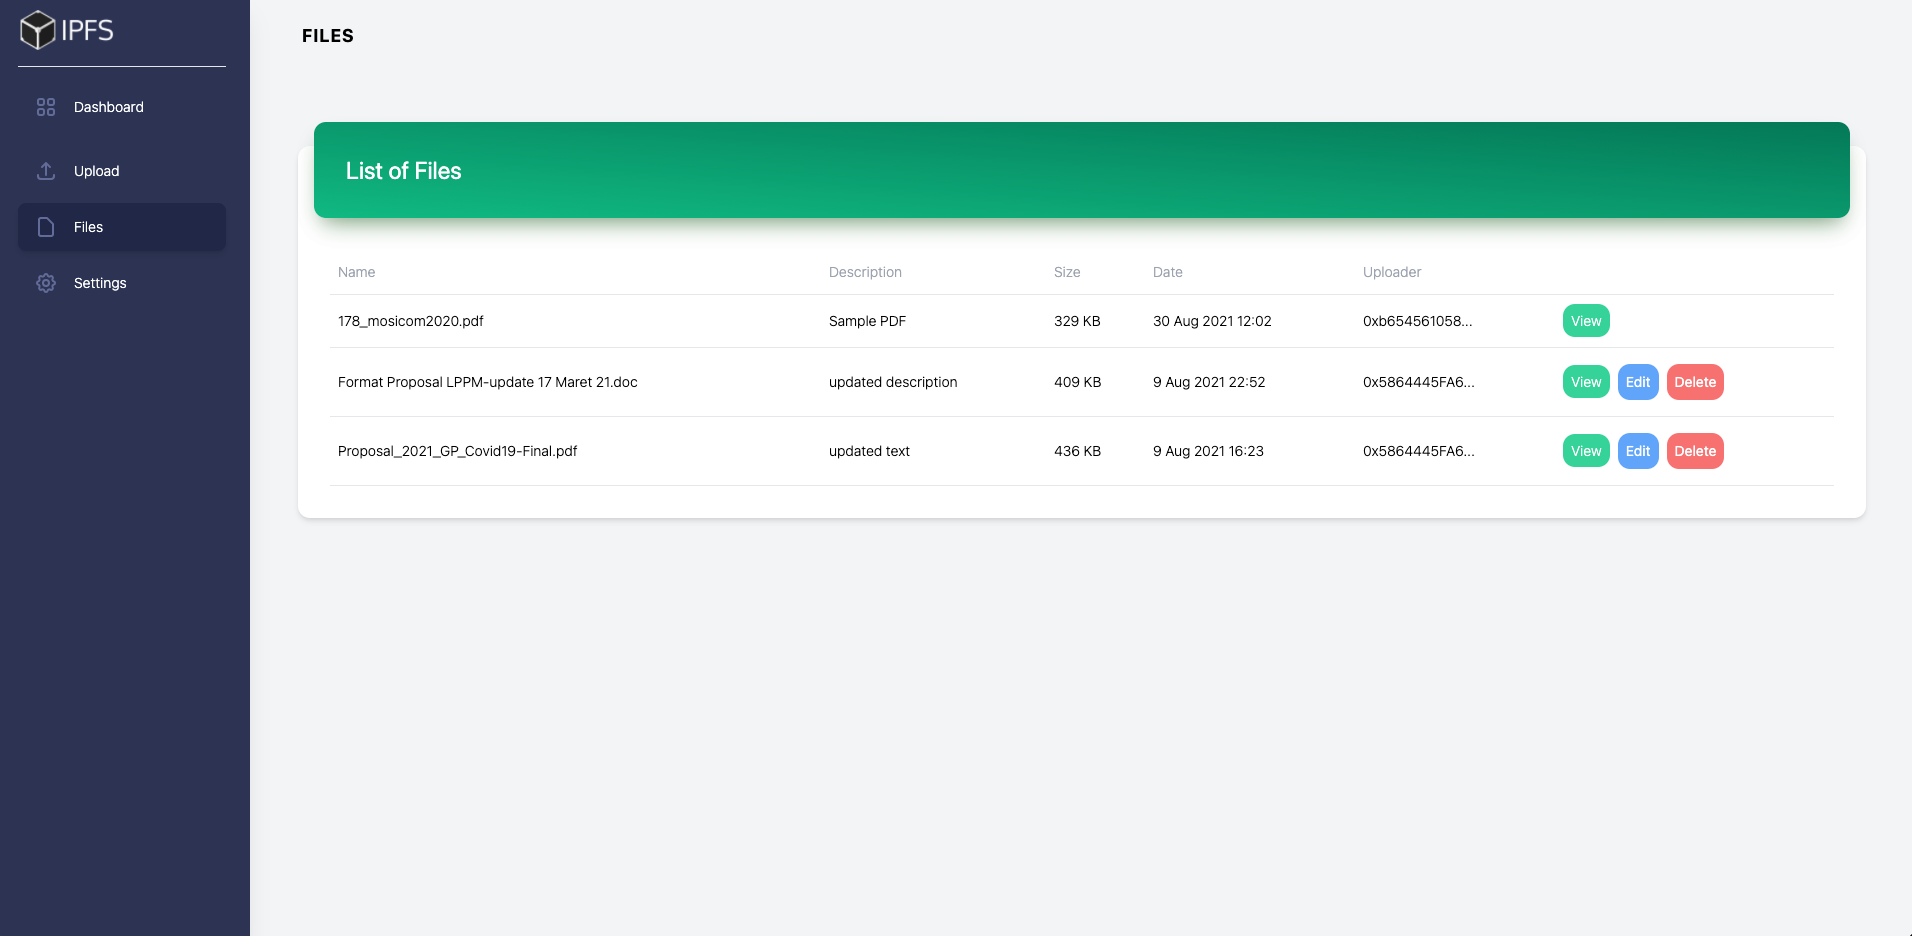 IPFS
Dashboard
Upload
Files
Settings
FILES
List of Files
Name Description Size Date Uploader
178_mosicom2020.pdf Sample PDF 329 KB 30 Aug 2021 12:02 0xb654561058... View
Format Proposal LPPM-update 17 Maret 21.doc updated description 409 KB 9 Aug 2021 22:52 0x5864445FA6... View Edit Delete
Proposal_2021_GP_Covid19-Final.pdf updated text 436 KB 9 Aug 2021 16:23 0x5864445FA6... View Edit Delete